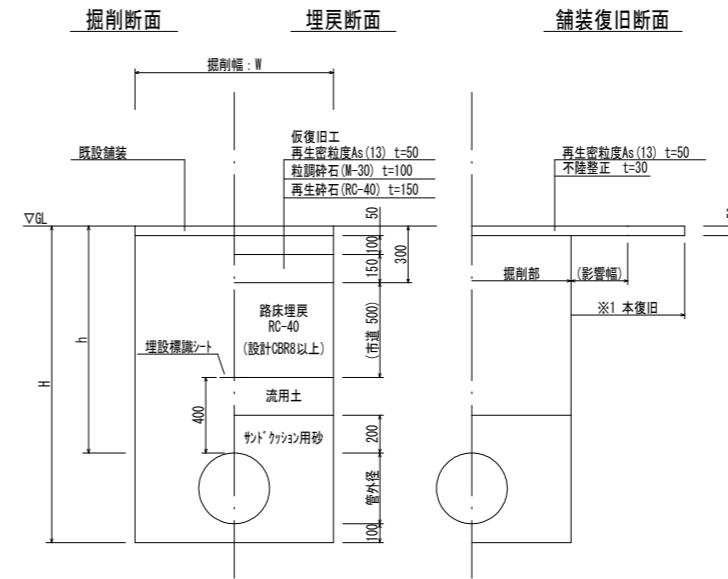 掘削断面
埋戻断面
舗装復旧断面
掘削幅：W
既設舗装
仮復旧工
再生密粒度As(13) t=50
粒調砕石(M-30) t=100
再生砕石(RC-40) t=150
再生密粒度As(13) t=50
不陸整正 t=30
▽GL
50
100
150
300
掘削部
(影響幅)
※1 本復旧
路床埋戻
RC-40
(設計CBR8以上)
(市道 500)
埋設標識シート
流用土
400
h
H
サンドクッション用砂
200
管外径
100